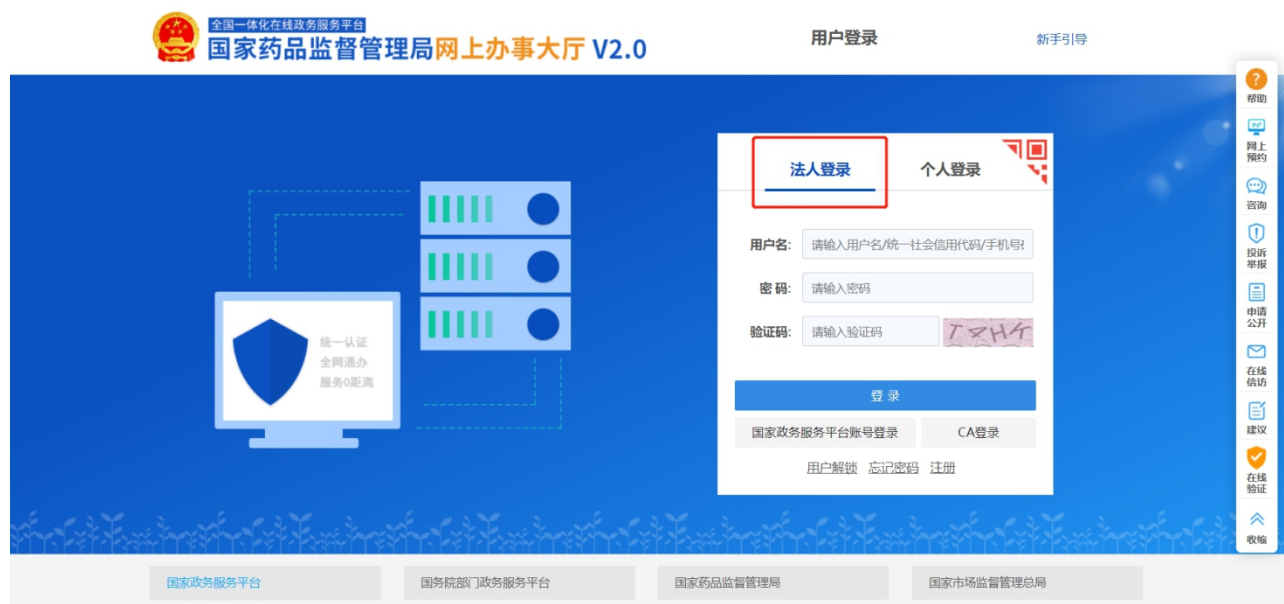 全国一体化在线政务服务平台
国家药品监督管理局网上办事大厅 V2.0
用户登录
新手引导
法人登录
个人登录
用户名:
请输入用户名/统一社会信用代码/手机号
密 码:
请输入密码
验证码:
请输入验证码
登 录
国家政务服务平台账号登录
CA登录
用户解锁
忘记密码
注册
统一认证
全网通办
服务0距离
?
帮助
网上
预约
咨询
投诉
举报
申请
公开
在线
信访
建议
在线
验证
收缩
国家政务服务平台
国务院部门政务服务平台
国家药品监督管理局
国家市场监督管理总局